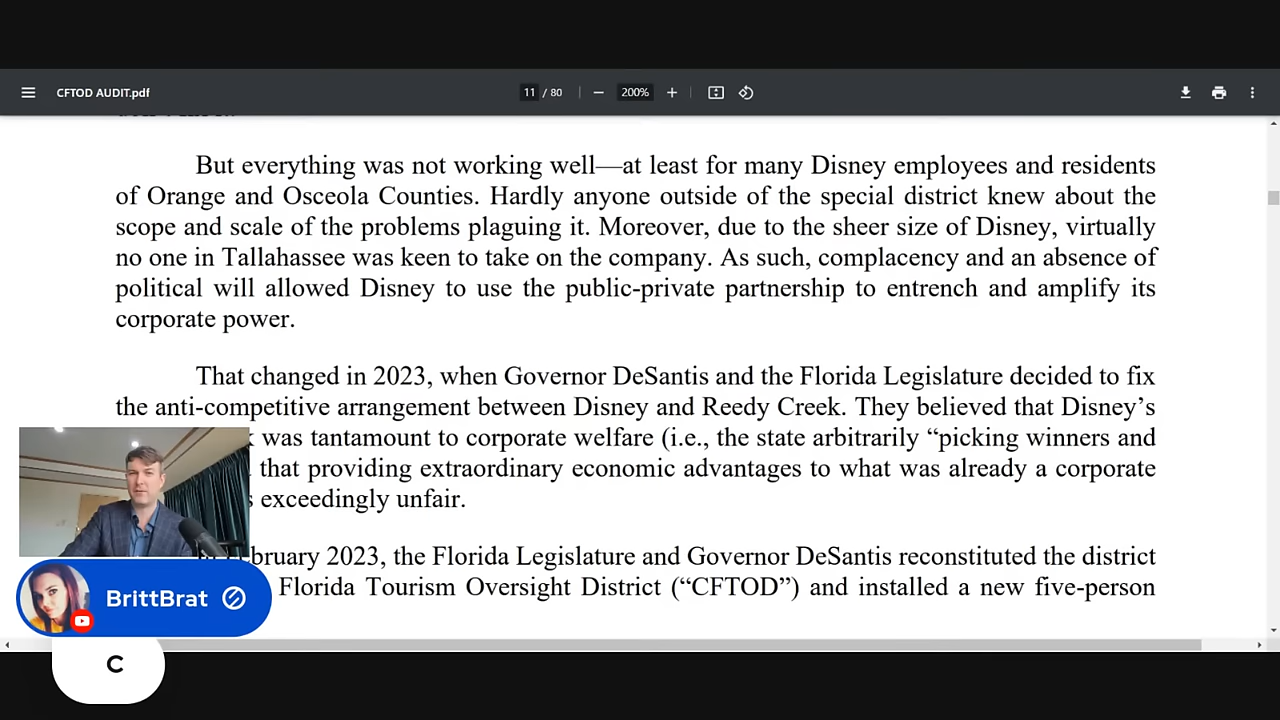 CFTOD AUDIT.pdf
11 / 80
200%
But everything was not working well—at least for many Disney employees and residents
of Orange and Osceola Counties. Hardly anyone outside of the special district knew about the
scope and scale of the problems plaguing it. Moreover, due to the sheer size of Disney, virtually
no one in Tallahassee was keen to take on the company. As such, complacency and an absence of
political will allowed Disney to use the public-private partnership to entrench and amplify its
corporate power.
That changed in 2023, when Governor DeSantis and the Florida Legislature decided to fix
the anti-competitive arrangement between Disney and Reedy Creek. They believed that Disney’s
was tantamount to corporate welfare (i.e., the state arbitrarily “picking winners and
that providing extraordinary economic advantages to what was already a corporate
exceedingly unfair.
February 2023, the Florida Legislature and Governor DeSantis reconstituted the district
Florida Tourism Oversight District (“CFTOD”) and installed a new five-person
BrittBrat
C